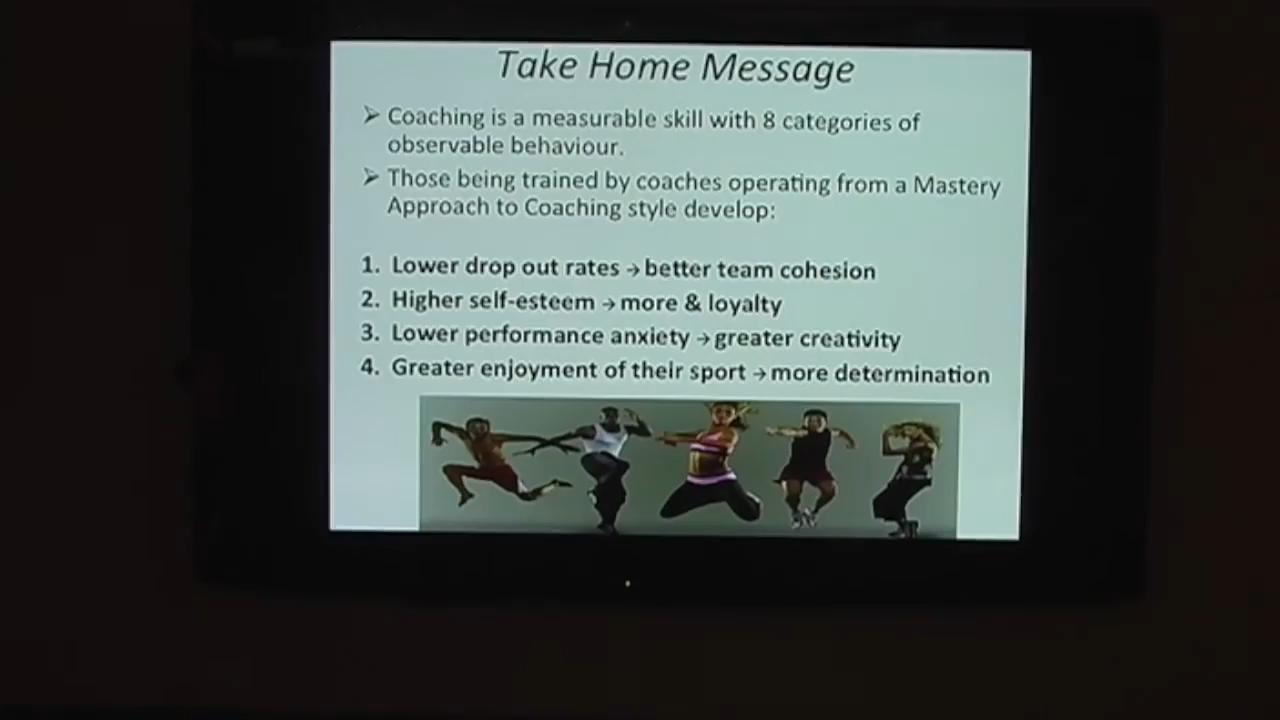 Take Home Message
➢ Coaching is a measurable skill with 8 categories of
observable behaviour.
➢ Those being trained by coaches operating from a Mastery
Approach to Coaching style develop:
1. Lower drop out rates → better team cohesion
2. Higher self-esteem → more & loyalty
3. Lower performance anxiety → greater creativity
4. Greater enjoyment of their sport → more determination